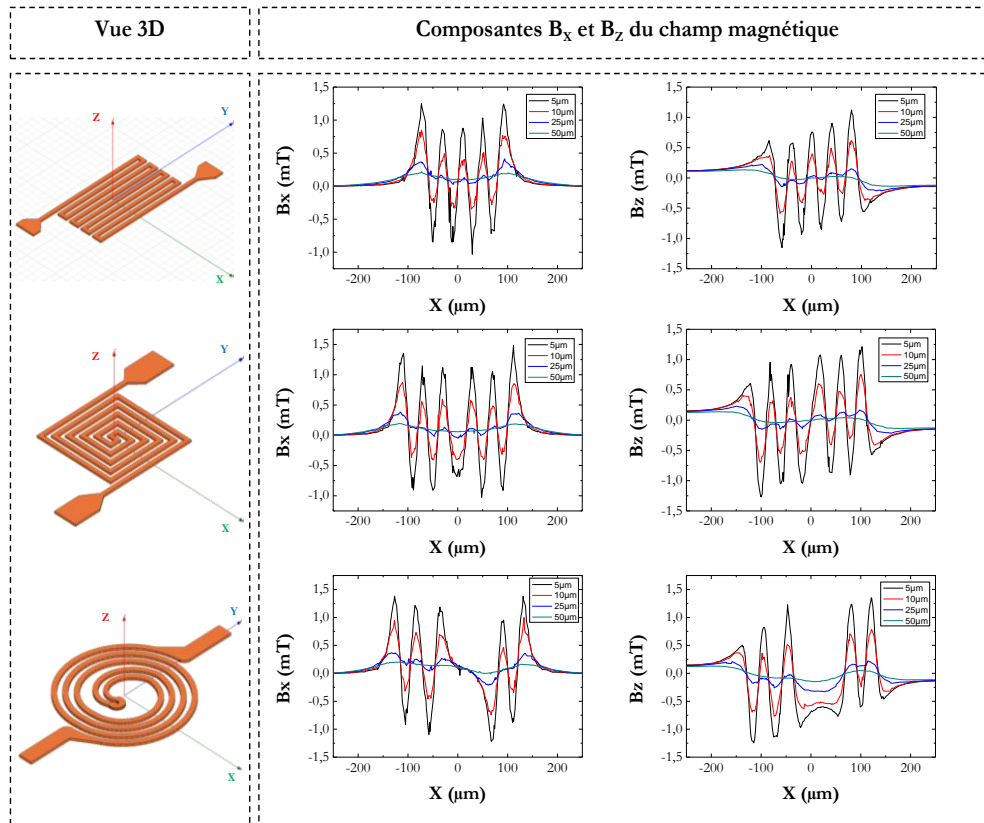 Vue 3D
Composantes BX et BZ du champ magnétique
Z
Y
X
1,5
1,0
0,5
0,0
-0,5
-1,0
Bx (mT)
-200 -100 0 100 200
X (µm)
5µm
10µm
25µm
50µm
1,5
1,0
0,5
0,0
-0,5
-1,0
-1,5
Bz (mT)
-200 -100 0 100 200
X (µm)
5µm
10µm
25µm
50µm
Z
Y
X
1,5
1,0
0,5
0,0
-0,5
-1,0
Bx (mT)
-200 -100 0 100 200
X (µm)
5µm
10µm
25µm
50µm
1,5
1,0
0,5
0,0
-0,5
-1,0
-1,5
Bz (mT)
-200 -100 0 100 200
X (µm)
5µm
10µm
25µm
50µm
Z
Y
X
1,5
1,0
0,5
0,0
-0,5
-1,0
-1,5
Bx (mT)
-200 -100 0 100 200
X (µm)
5µm
10µm
25µm
50µm
1,5
1,0
0,5
0,0
-0,5
-1,0
-1,5
Bz (mT)
-200 -100 0 100 200
X (µm)
5µm
10µm
25µm
50µm